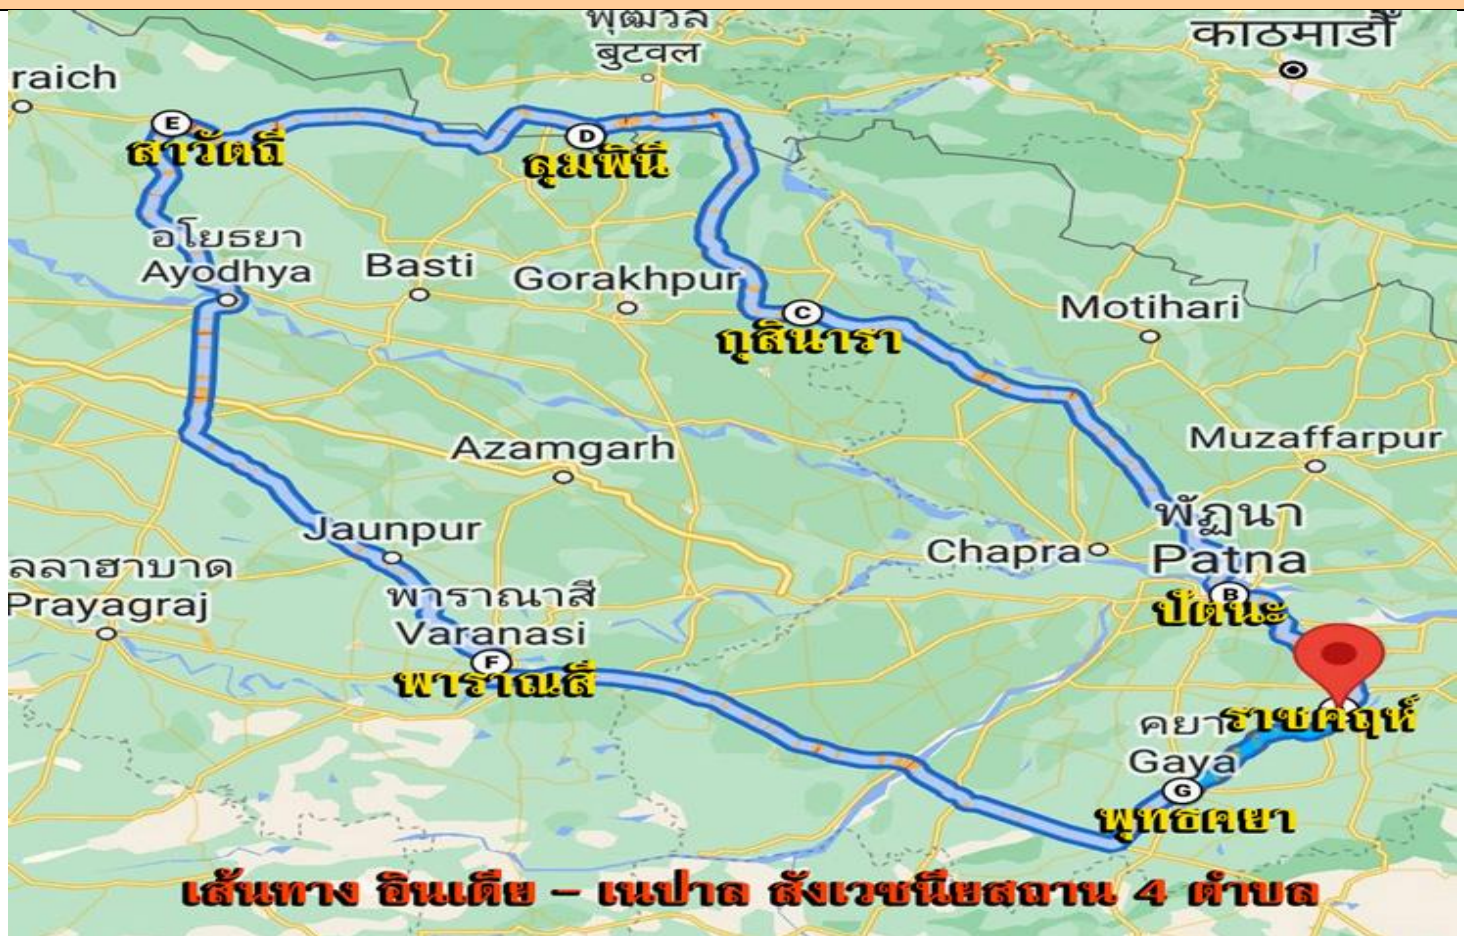 พุฒวัล
बुटवल
काठमाडौँ
raich
E
สาวัตถี
D
ลุมพินี
อโยธยา
Ayodhya
Basti
Gorakhpur
C
กุสินารา
Motihari
Azamgarh
Muzaffarpur
Jaunpur
พัฏนา
Patna
Chapra
B
ปัตนะ
ลลาฮาบาด
Prayagraj
พาราณาสี
Varanasi
F
พาราณสี
ราชคฤห์
คยา
Gaya
G
พุทธคยา
เส้นทาง อินเดีย – เนปาล สังเวชนียสถาน 4 ตำบล